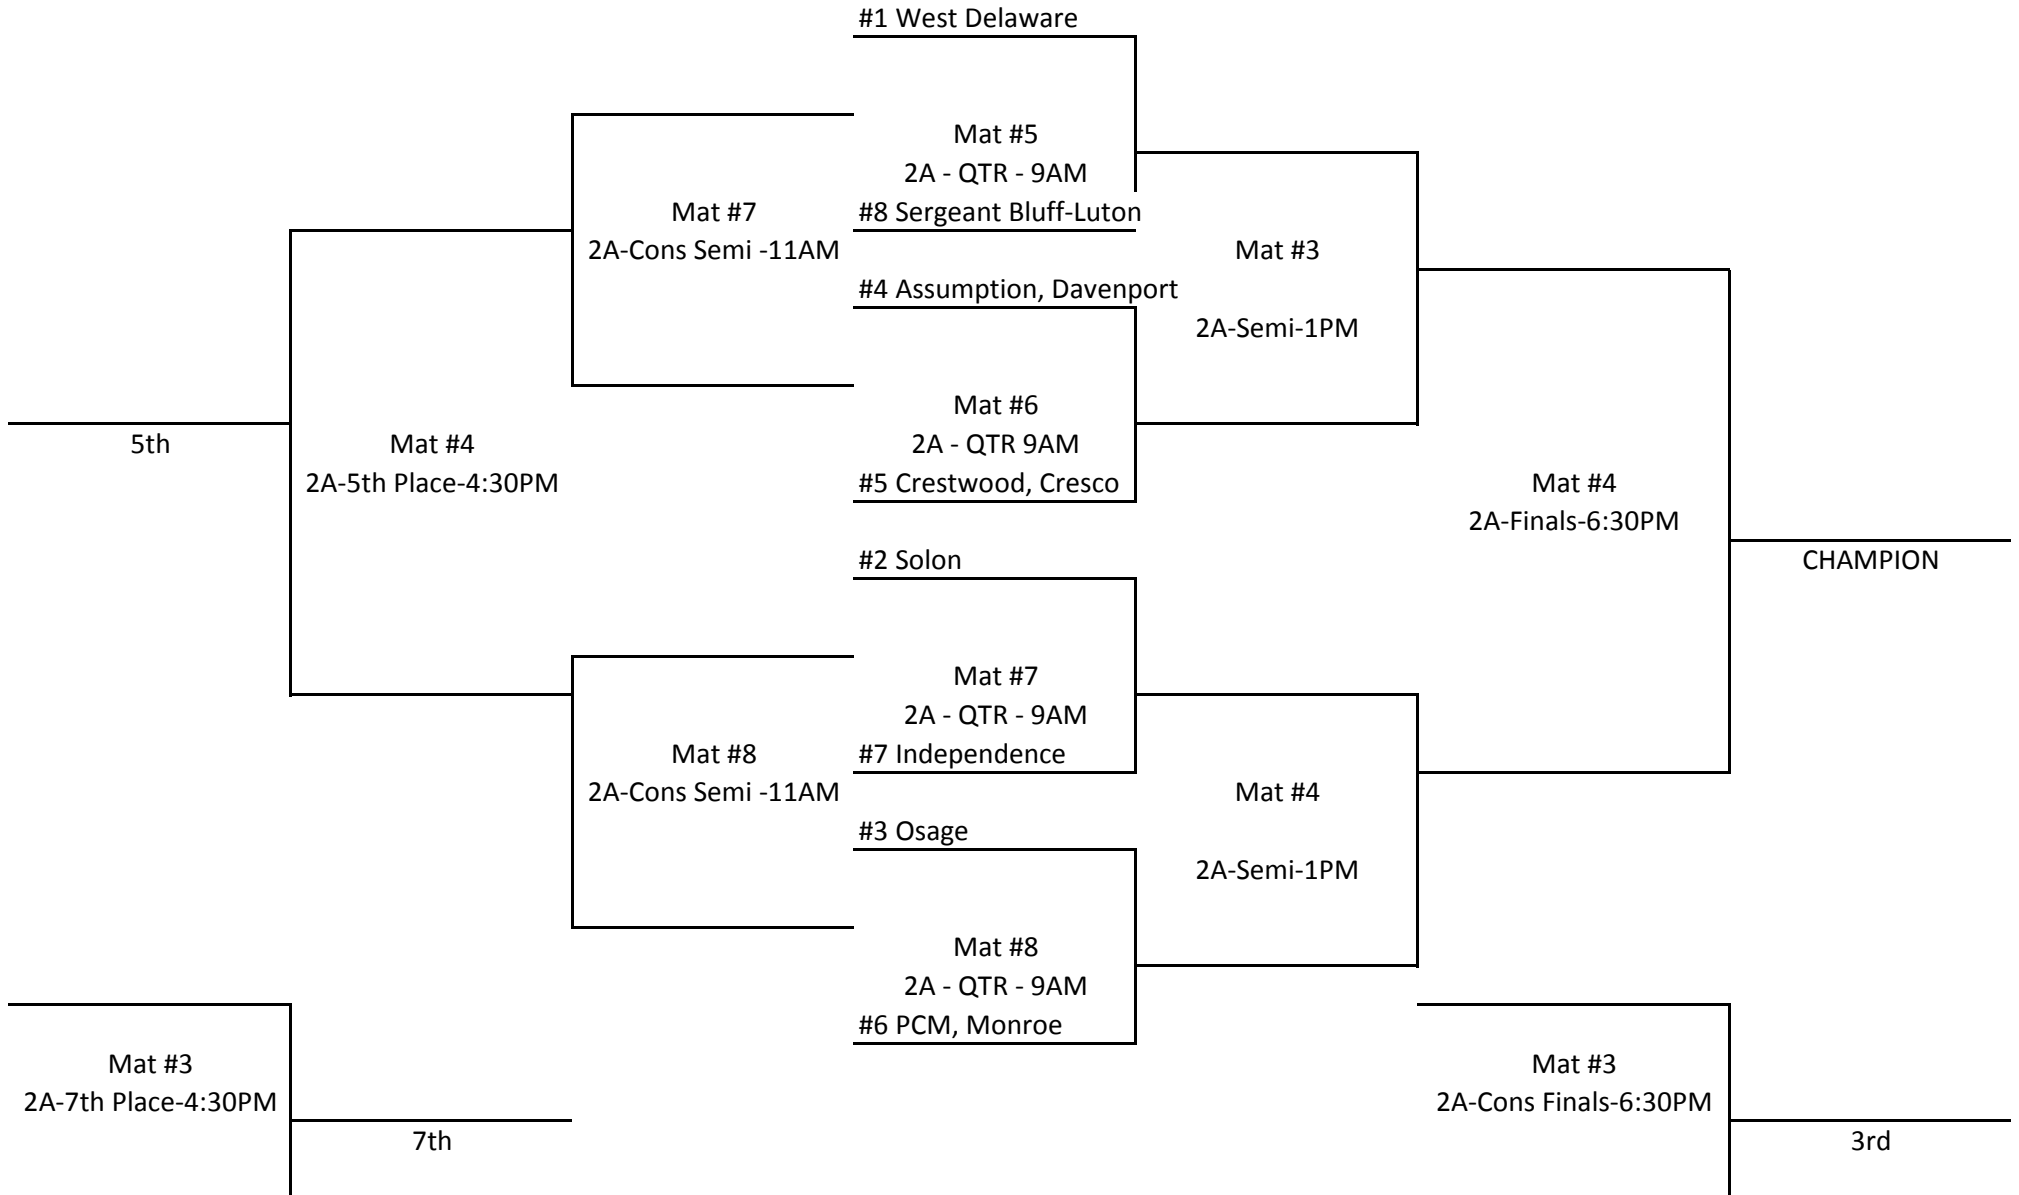 #1 West Delaware
Mat #5
2A - QTR - 9AM
Mat #7
#8 Sergeant Bluff-Luton
2A-Cons Semi -11AM
Mat #3
#4 Assumption, Davenport
2A-Semi-1PM
Mat #6
5th
Mat #4
2A - QTR 9AM
2A-5th Place-4:30PM
#5 Crestwood, Cresco
Mat #4
2A-Finals-6:30PM
#2 Solon
CHAMPION
Mat #7
2A - QTR - 9AM
Mat #8
#7 Independence
2A-Cons Semi -11AM
Mat #4
#3 Osage
2A-Semi-1PM
Mat #8
2A - QTR - 9AM
#6 PCM, Monroe
Mat #3
2A-7th Place-4:30PM
Mat #3
2A-Cons Finals-6:30PM
7th
3rd